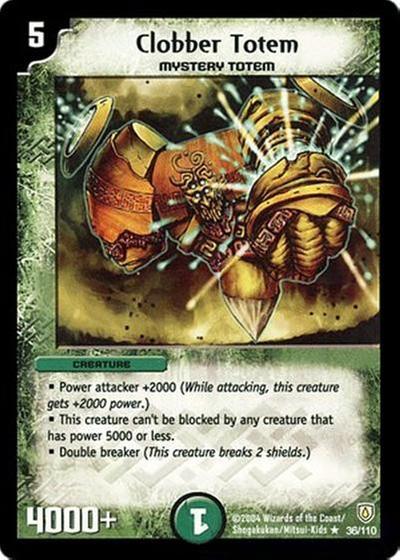 5
Clobber Totem
MYSTERY TOTEM
CREATURE
▪ Power attacker +2000 (While attacking, this creature
gets +2000 power.)
▪ This creature can't be blocked by any creature that
has power 5000 or less.
▪ Double breaker (This creature breaks 2 shields.)
4000+
1
©2004 Wizards of the Coast/
Shogakukan/Mitsui-Kids ★ 36/110